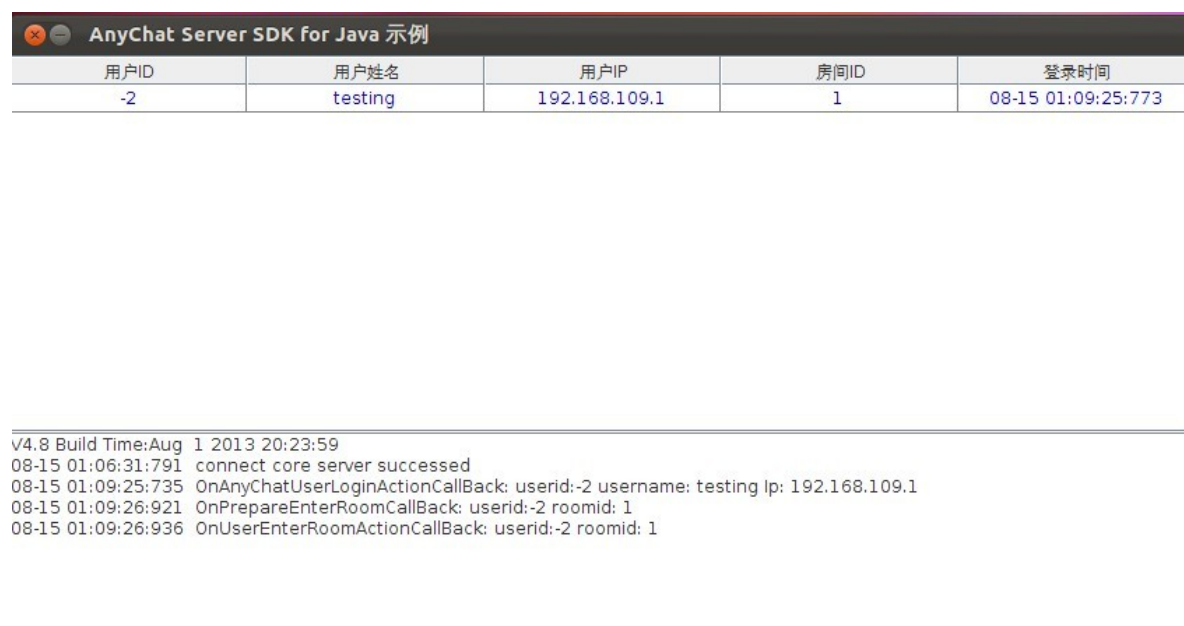 AnyChat Server SDK for Java 示例
用户ID 用户姓名 用户IP 房间ID 登录时间
-2 testing 192.168.109.1 1 08-15 01:09:25:773
V4.8 Build Time:Aug  1 2013 20:23:59
08-15 01:06:31:791  connect core server successed
08-15 01:09:25:735  OnAnyChatUserLoginActionCallBack: userid:-2 username: testing Ip: 192.168.109.1
08-15 01:09:26:921  OnPrepareEnterRoomCallBack: userid:-2 roomid: 1
08-15 01:09:26:936  OnUserEnterRoomActionCallBack: userid:-2 roomid: 1